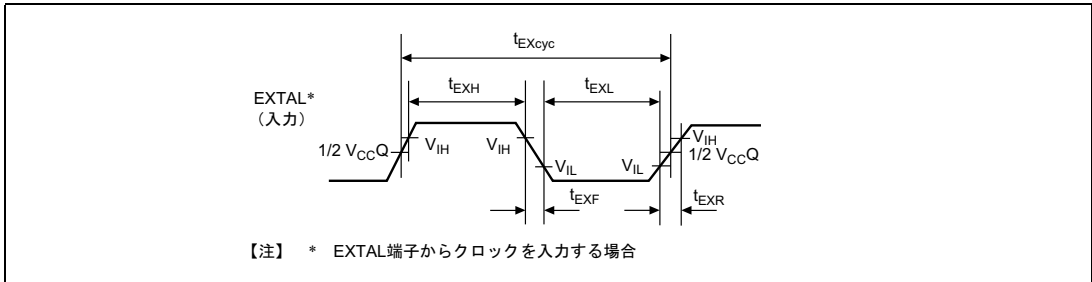 tEXcyc
tEXH tEXL
EXTAL*
（入力）
1/2 VCCQ VIH VIH VIL VIL VIH
1/2 VCCQ
tEXF tEXR
【注】 * EXTAL端子からクロックを入力する場合